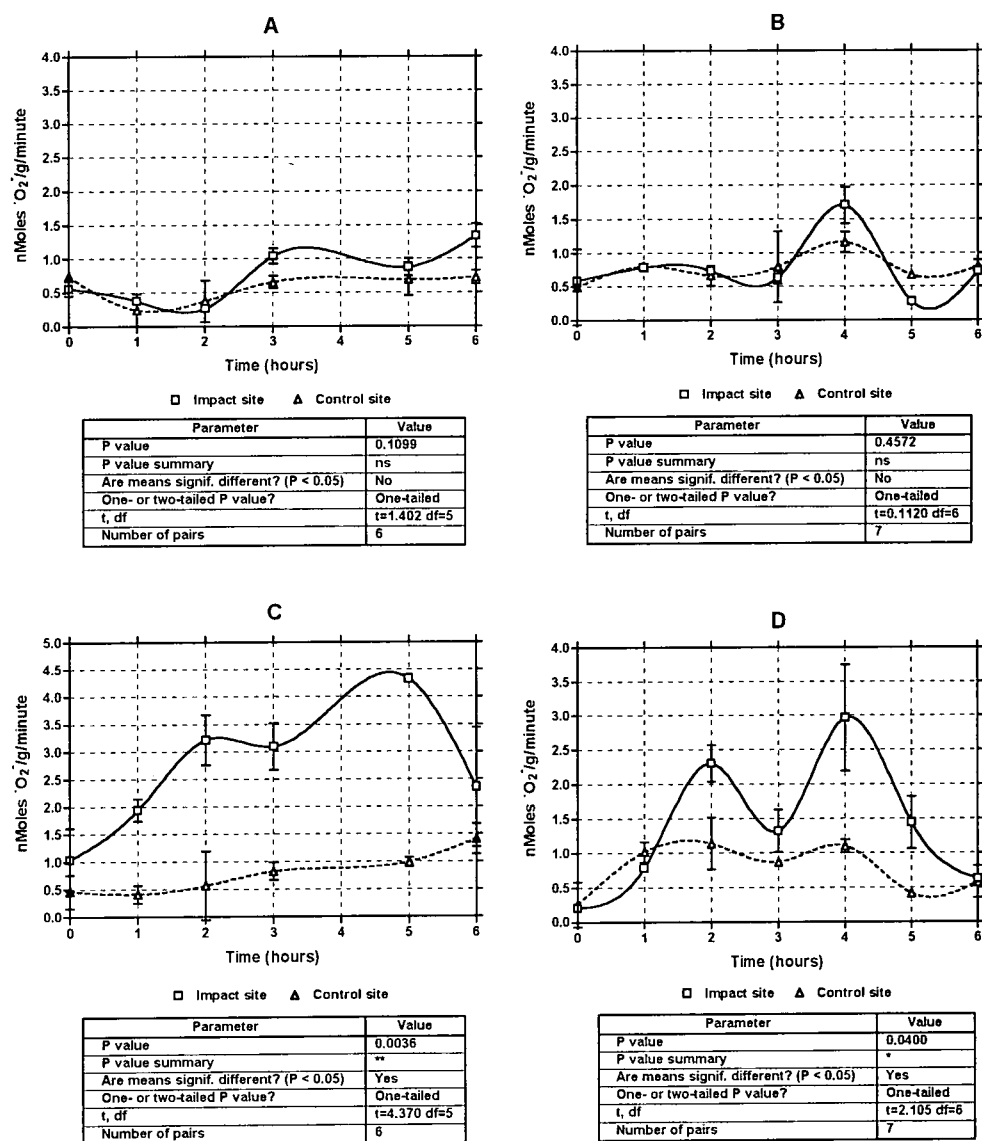 A
nMoles ˙O₂⁻/g/minute
4.0
3.5
3.0
2.5
2.0
1.5
1.0
0.5
0.0
0 1 2 3 4 5 6
Time (hours)
□ Impact site △ Control site
Parameter Value
P value 0.1099
P value summary ns
Are means signif. different? (P < 0.05) No
One- or two-tailed P value? One-tailed
t, df t=1.402 df=5
Number of pairs 6
B
nMoles ˙O₂⁻/g/minute
4.0
3.5
3.0
2.5
2.0
1.5
1.0
0.5
0.0
0 1 2 3 4 5 6
Time (hours)
□ Impact site △ Control site
Parameter Value
P value 0.4572
P value summary ns
Are means signif. different? (P < 0.05) No
One- or two-tailed P value? One-tailed
t, df t=0.1120 df=6
Number of pairs 7
C
nMoles ˙O₂⁻/g/minute
5.0
4.5
4.0
3.5
3.0
2.5
2.0
1.5
1.0
0.5
0.0
0 1 2 3 4 5 6
Time (hours)
□ Impact site △ Control site
Parameter Value
P value 0.0036
P value summary **
Are means signif. different? (P < 0.05) Yes
One- or two-tailed P value? One-tailed
t, df t=4.370 df=5
Number of pairs 6
D
nMoles ˙O₂⁻/g/minute
4.0
3.5
3.0
2.5
2.0
1.5
1.0
0.5
0.0
0 1 2 3 4 5 6
Time (hours)
□ Impact site △ Control site
Parameter Value
P value 0.0400
P value summary *
Are means signif. different? (P < 0.05) Yes
One- or two-tailed P value? One-tailed
t, df t=2.105 df=6
Number of pairs 7